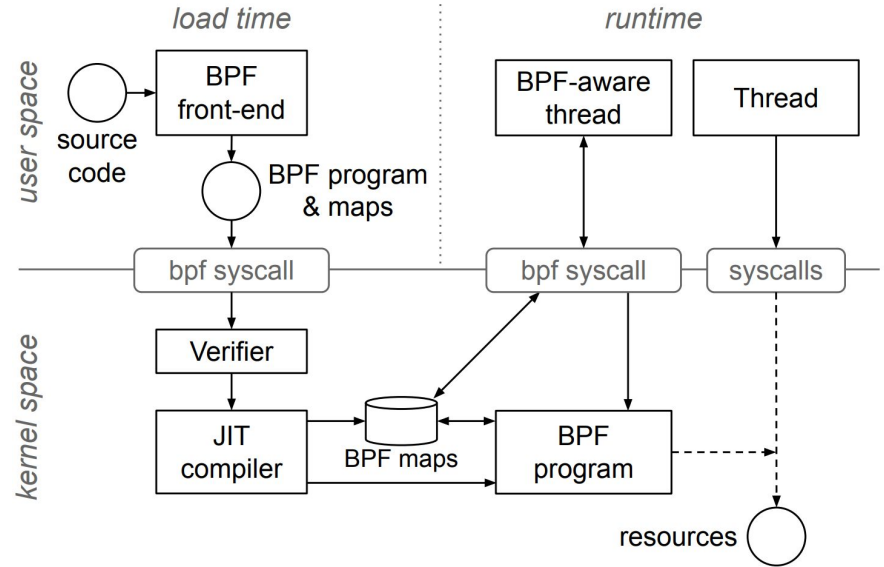 load time
runtime
user space
source
code
BPF
front-end
BPF program
& maps
BPF-aware
thread
Thread
bpf syscall
bpf syscall
syscalls
kernel space
Verifier
JIT
compiler
BPF maps
BPF
program
resources